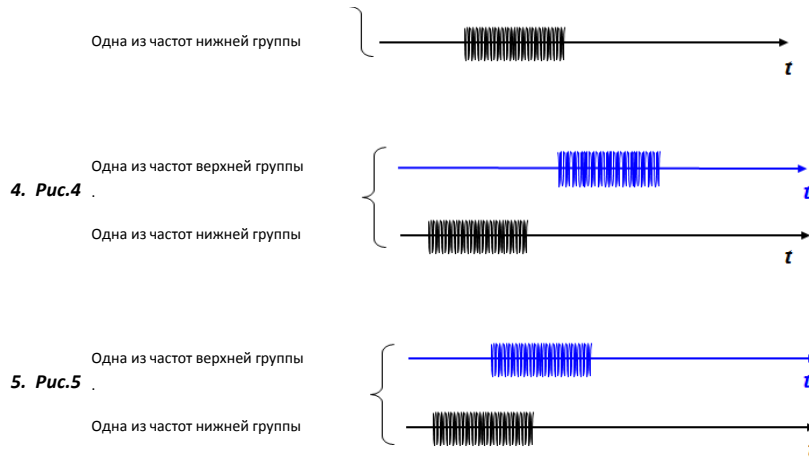 Одна из частот нижней группы
t
Одна из частот верхней группы
t
4. Рис.4 .
Одна из частот нижней группы
t
Одна из частот верхней группы
t
5. Рис.5 .
Одна из частот нижней группы